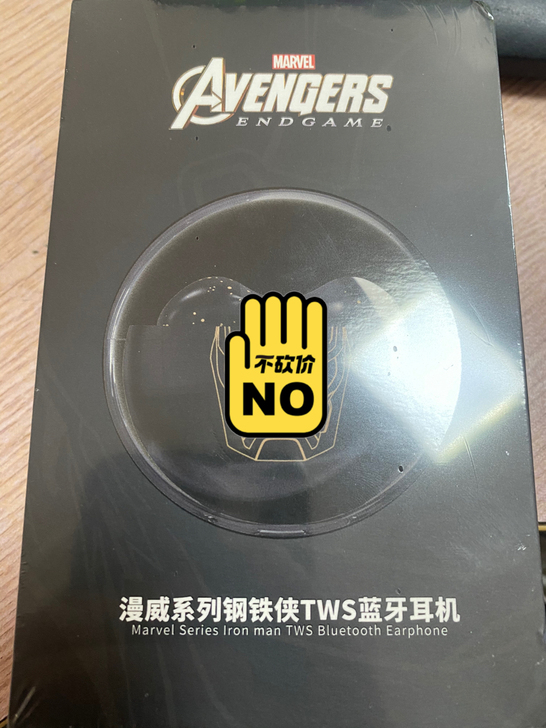 MARVEL
AVENGERS
ENDGAME
不砍价
NO
漫威系列钢铁侠TWS蓝牙耳机
Marvel Series Iron man TWS Bluetooth Earphone